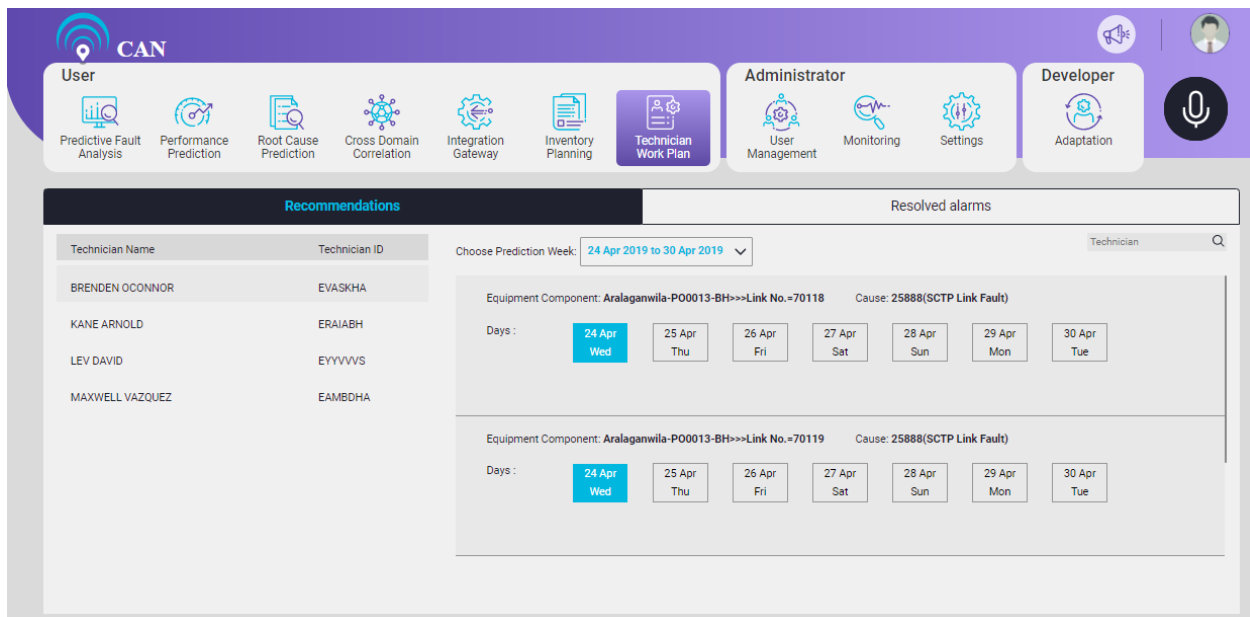 CAN
User
Administrator
Developer
Predictive Fault Analysis
Performance Prediction
Root Cause Prediction
Cross Domain Correlation
Integration Gateway
Inventory Planning
Technician Work Plan
User Management
Monitoring
Settings
Adaptation
Recommendations
Resolved alarms
Technician Name Technician ID
BRENDEN OCONNOR EVASKHA
KANE ARNOLD ERAIABH
LEV DAVID EYYVVVS
MAXWELL VAZQUEZ EAMBDHA
Choose Prediction Week: 24 Apr 2019 to 30 Apr 2019
Technician
Equipment Component: Aralaganwila-PO0013-BH>>>Link No.=70118 Cause: 25888(SCTP Link Fault)
Days : 24 Apr 25 Apr 26 Apr 27 Apr 28 Apr 29 Apr 30 Apr
Wed Thu Fri Sat Sun Mon Tue
Equipment Component: Aralaganwila-PO0013-BH>>>Link No.=70119 Cause: 25888(SCTP Link Fault)
Days : 24 Apr 25 Apr 26 Apr 27 Apr 28 Apr 29 Apr 30 Apr
Wed Thu Fri Sat Sun Mon Tue